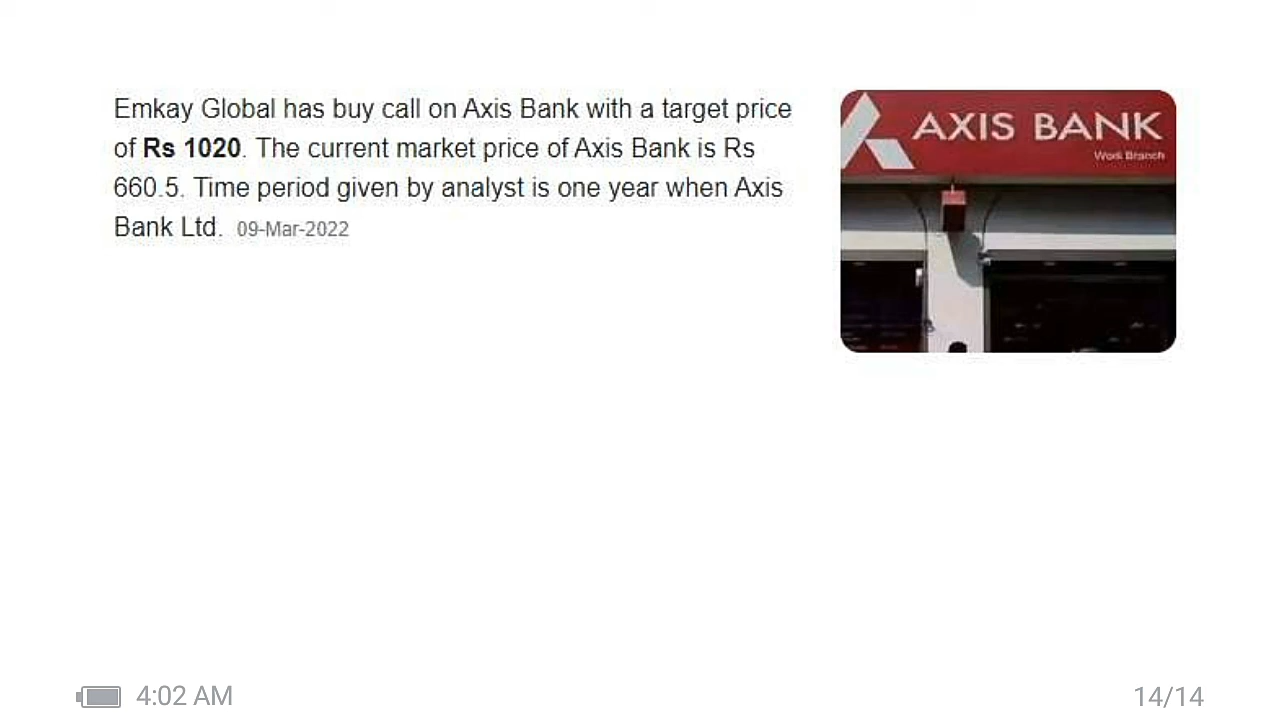 Emkay Global has buy call on Axis Bank with a target price
of Rs 1020. The current market price of Axis Bank is Rs
660.5. Time period given by analyst is one year when Axis
Bank Ltd. 09-Mar-2022
AXIS BANK
Worli Branch
4:02 AM
14/14